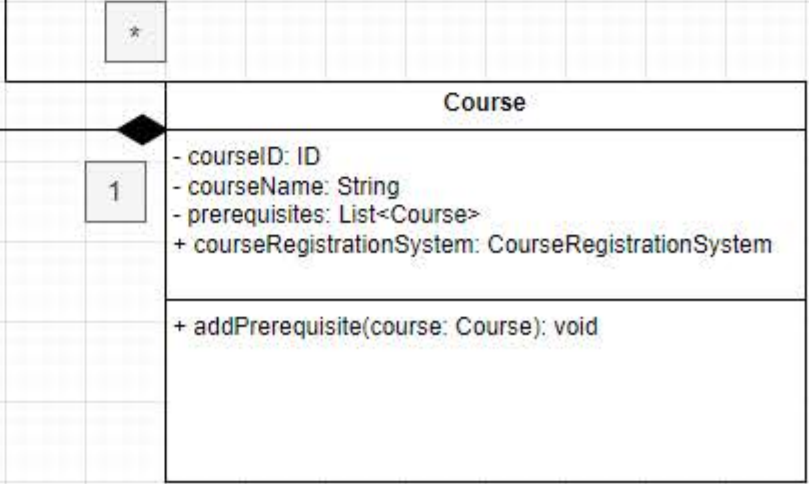 *
Course
1
- courseID: ID
- courseName: String
- prerequisites: List<Course>
+ courseRegistrationSystem: CourseRegistrationSystem
+ addPrerequisite(course: Course): void